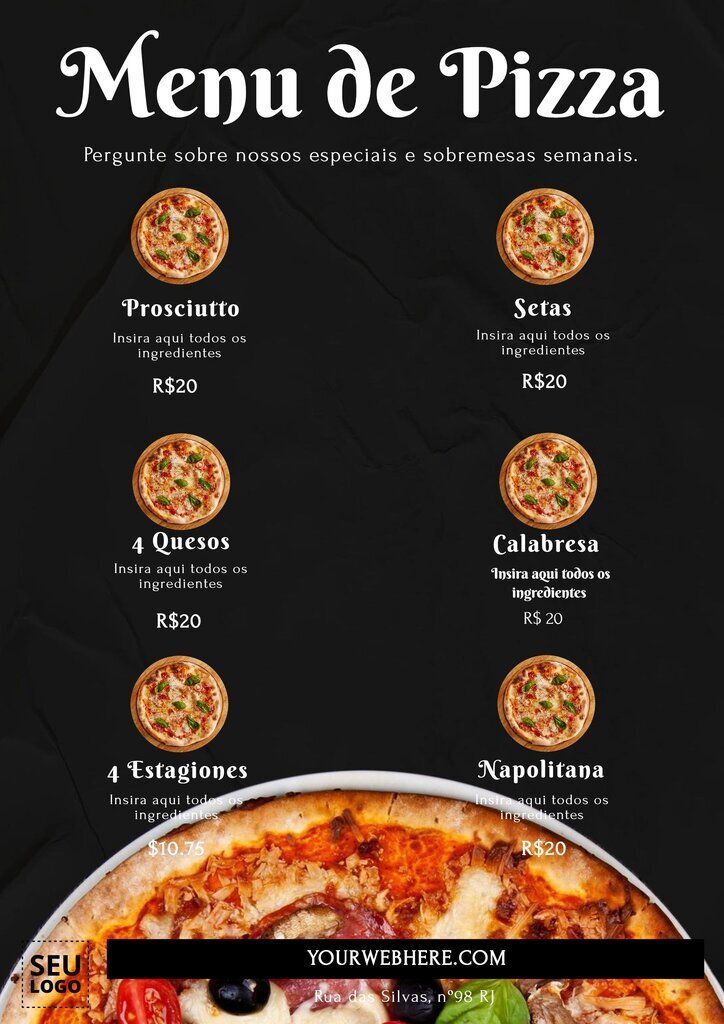 Menu de Pizza
Pergunte sobre nossos especiais e sobremesas semanais.
Prosciutto
Insira aqui todos os
ingredientes
R$20
Setas
Insira aqui todos os
ingredientes
R$20
4 Quesos
Insira aqui todos os
ingredientes
R$20
Calabresa
Insira aqui todos os
ingredientes
R$ 20
4 Estagiones
Insira aqui todos os
ingredientes
$10.75
Napolitana
Insira aqui todos os
ingredientes
R$20
SEU
LOGO
YOURWEBHERE.COM
Rua das Silvas, nº98 RJ